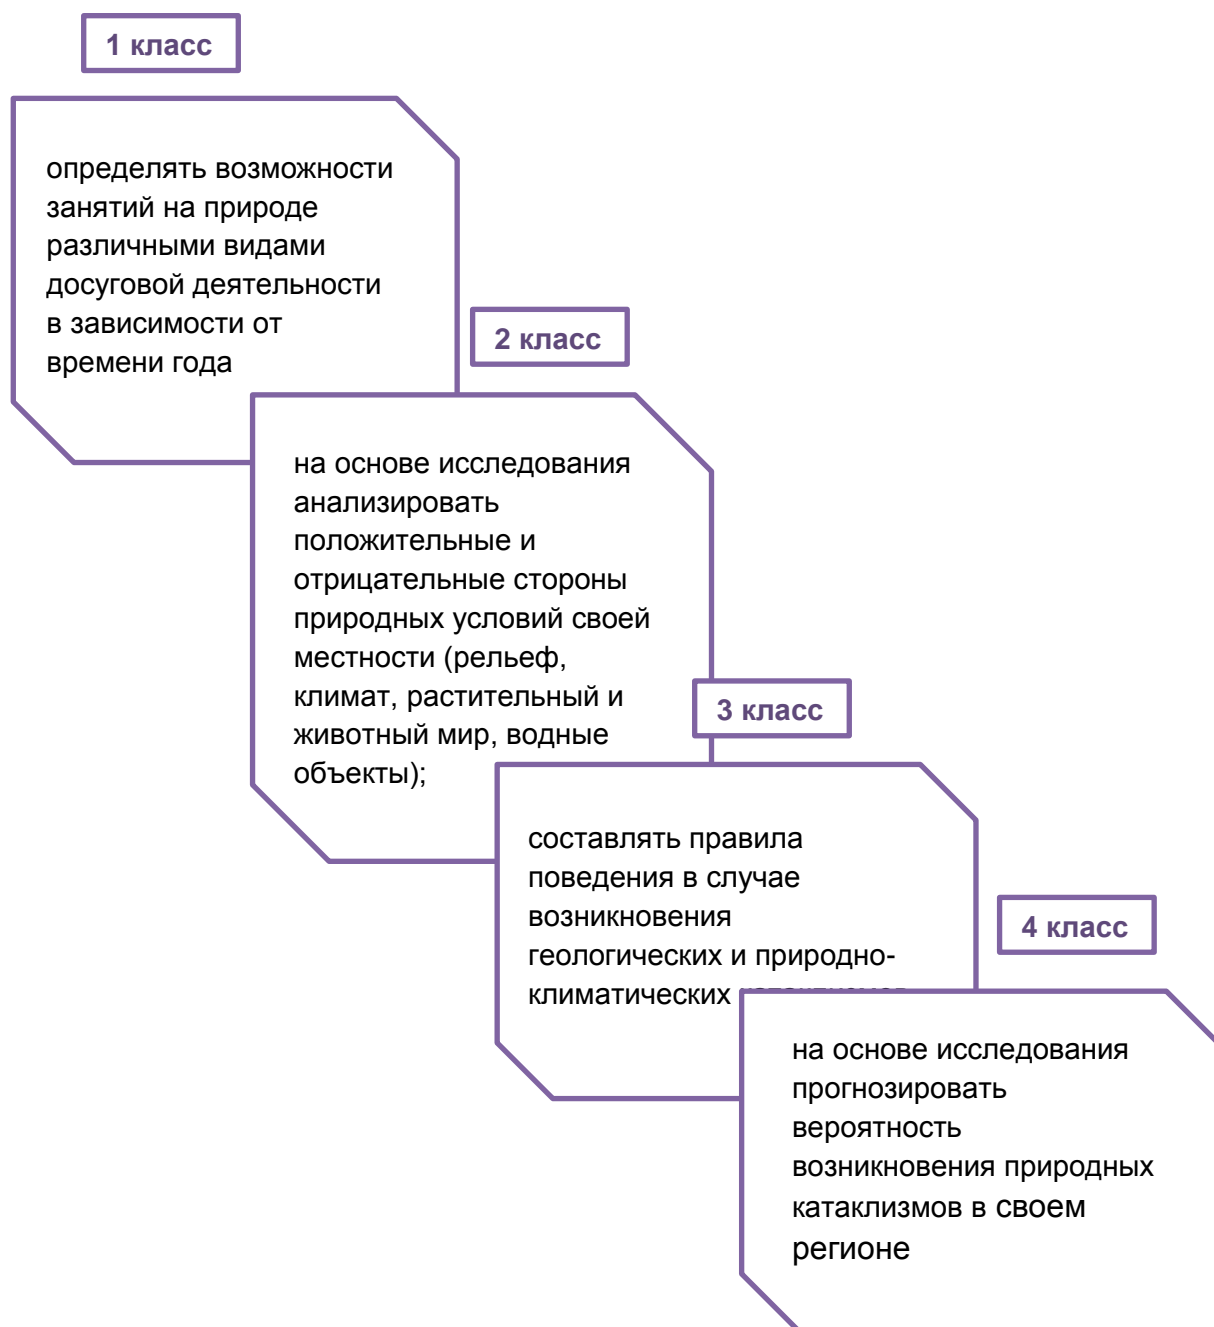 1 класс
определять возможности
занятий на природе
различными видами
досуговой деятельности
в зависимости от
времени года
2 класс
на основе исследования
анализировать
положительные и
отрицательные стороны
природных условий своей
местности (рельеф,
климат, растительный и
животный мир, водные
объекты);
3 класс
составлять правила
поведения в случае
возникновения
геологических и природно-
климатических
4 класс
на основе исследования
прогнозировать
вероятность
возникновения природных
катаклизмов в своем
регионе